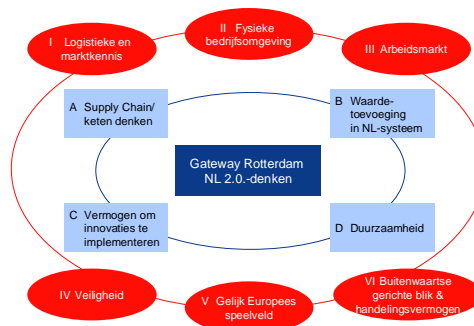 I Logistieke en
marktkennis
II Fysieke
bedrijfsomgeving
III Arbeidsmarkt
A Supply Chain/
keten denken
B Waarde-
toevoeging
in NL-systeem
Gateway Rotterdam
NL 2.0.-denken
C Vermogen om
innovaties te
implementeren
D Duurzaamheid
IV Veiligheid
V Gelijk Europees
speelveld
VI Buitenwaartse
gerichte blik &
handelingsvermogen